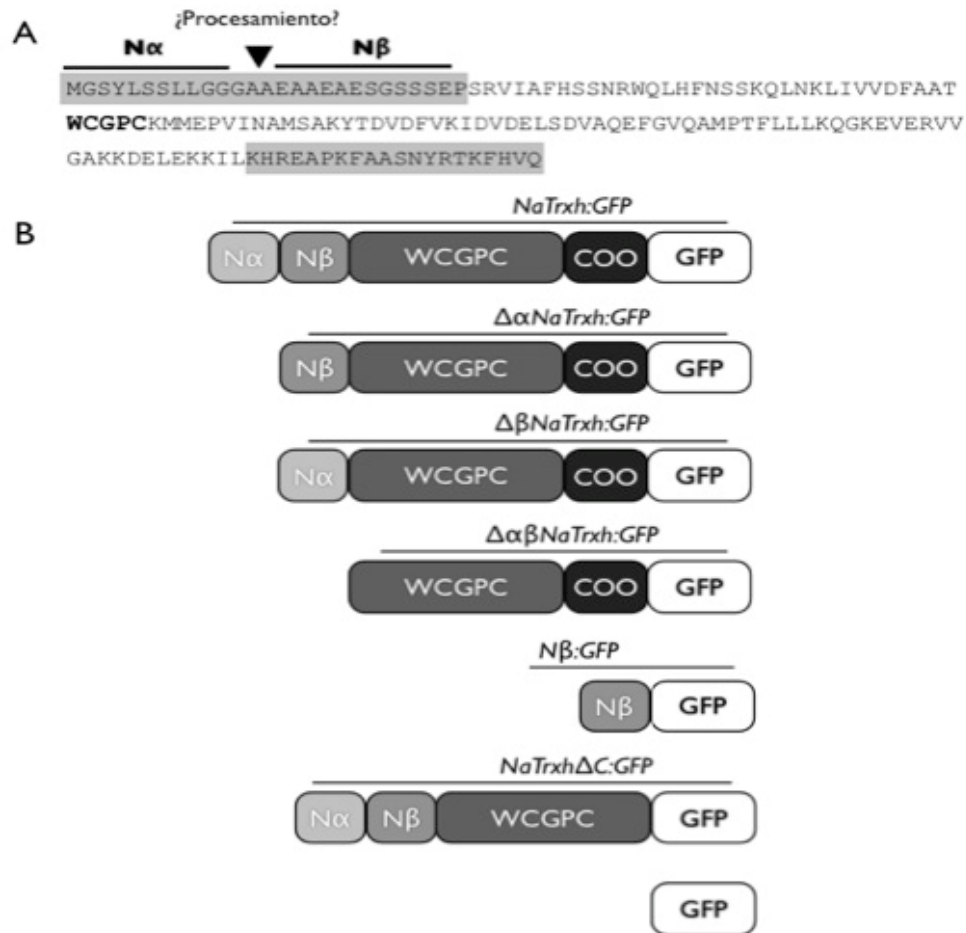 A
¿Procesamiento?
Nα
Nβ
MGSYLSSLLGGGAAEAAEAESGSSSEPSRVIAFHSSNRWQLHFNSSKQLNKLIVVDFAAT
WCGPCKMMEPVINAMSAKYTDVDFVKIDVDELSDVAQEFGVQAMPTFLLLKQGKEVERVV
GAKKDELEKKILKHREAPKFAASNYRTKFHVQ
B
NaTrxh:GFP
Nα Nβ WCGPC COO GFP
ΔαNaTrxh:GFP
Nβ WCGPC COO GFP
ΔβNaTrxh:GFP
Nα WCGPC COO GFP
ΔαβNaTrxh:GFP
WCGPC COO GFP
Nβ:GFP
Nβ GFP
NaTrxhΔC:GFP
Nα Nβ WCGPC GFP
GFP